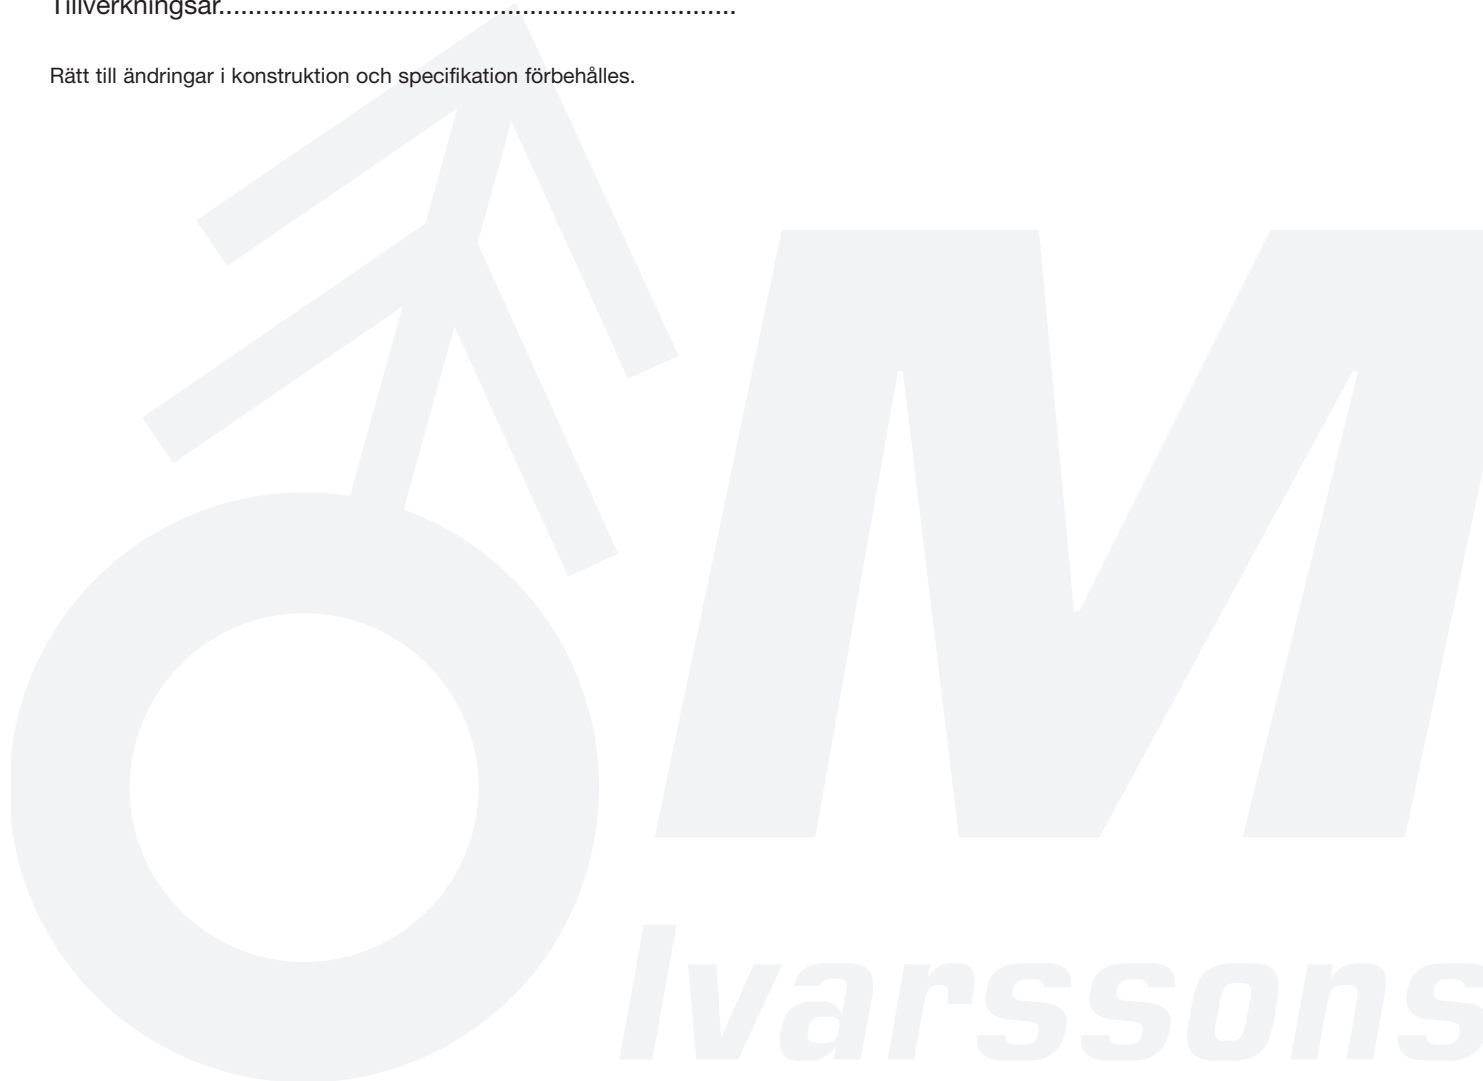 Tillverkningsår......................................................................
Rätt till ändringar i konstruktion och specifikation förbehålles.
M
Ivarssons